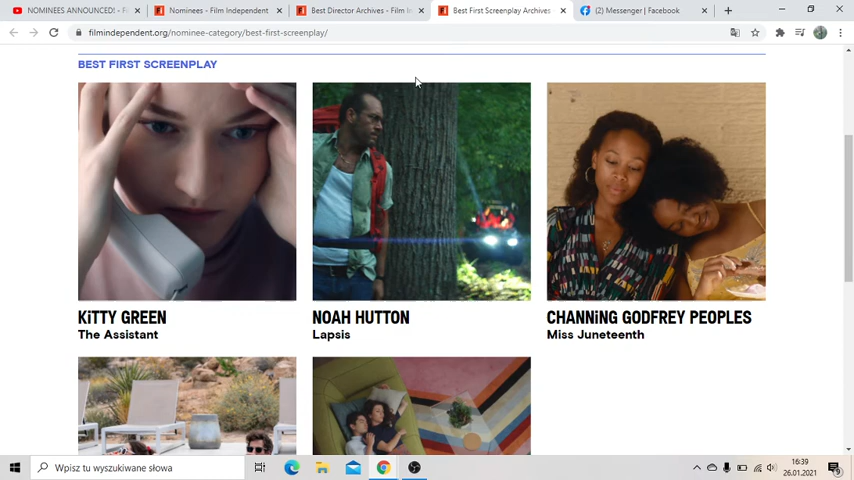 NOMINEES ANNOUNCED! - Fi
Nominees - Film Independent
Best Director Archives - Film In
Best First Screenplay Archives -
(2) Messenger | Facebook
filmindependent.org/nominee-category/best-first-screenplay/
BEST FIRST SCREENPLAY
KiTTY GREEN
The Assistant
NOAH HUTTON
Lapsis
CHANNiNG GODFREY PEOPLES
Miss Juneteenth
Wpisz tu wyszukiwane słowa
16:39
26.01.2021
9